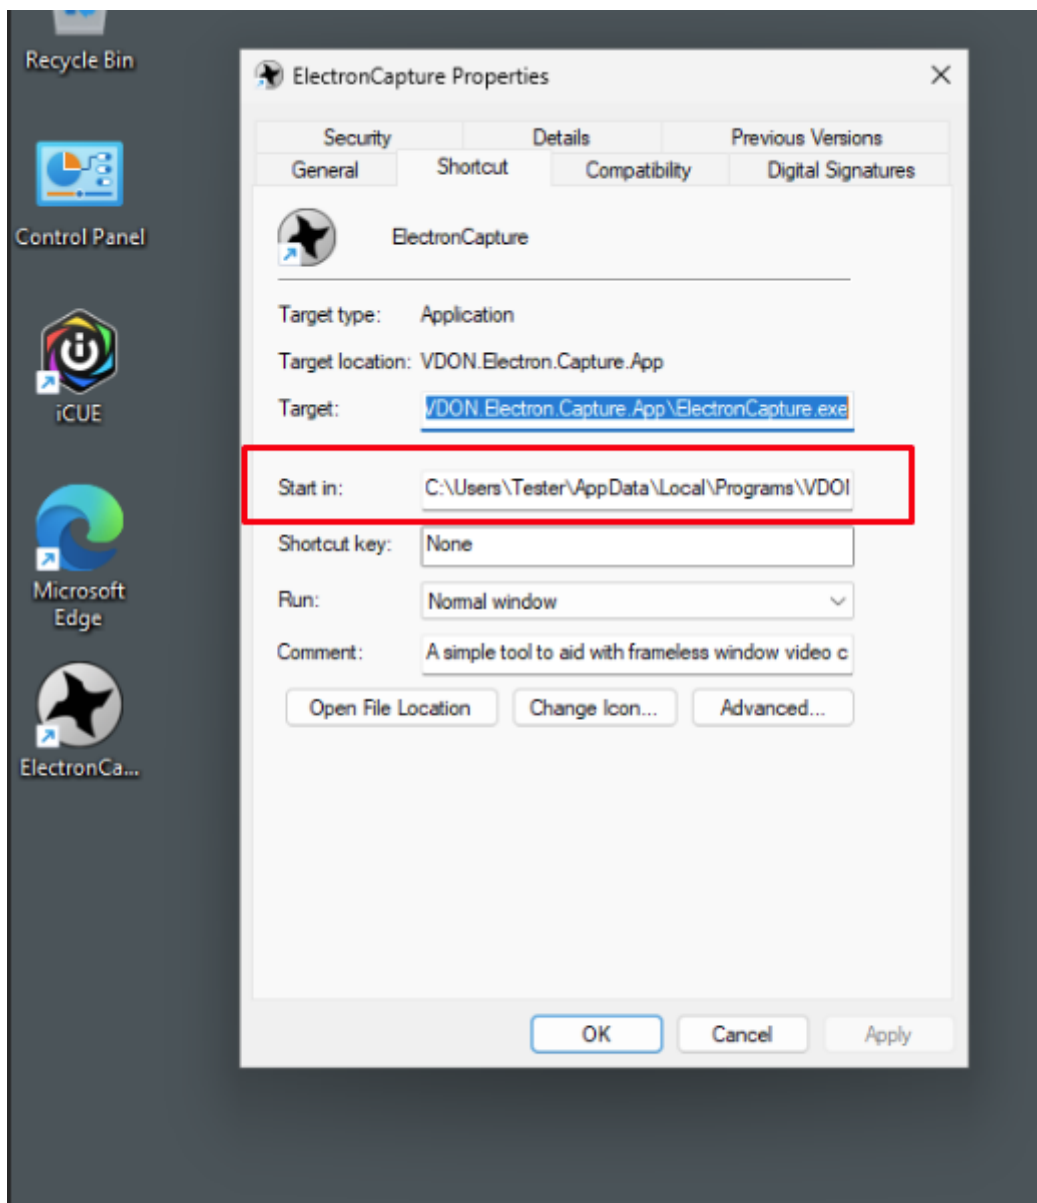 Recycle Bin
Control Panel
iCUE
Microsoft
Edge
ElectronCa...
ElectronCapture Properties
Security Details Previous Versions
General Shortcut Compatibility Digital Signatures
ElectronCapture
Target type: Application
Target location: VDON.Electron.Capture.App
Target: VDON.Electron.Capture.App\ElectronCapture.exe
Start in: C:\Users\Tester\AppData\Local\Programs\VDON
Shortcut key: None
Run: Normal window
Comment: A simple tool to aid with frameless window video c
Open File Location Change Icon... Advanced...
OK Cancel Apply